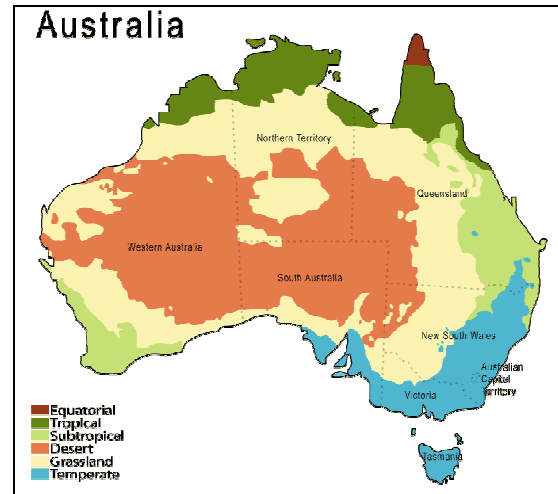 Australia
Northern Territory
Queensland
Western Australia
South Australia
New South Wales
Australian
Capital
Territory
Victoria
Tasmania
Equatorial
Tropical
Subtropical
Desert
Grassland
Temperate